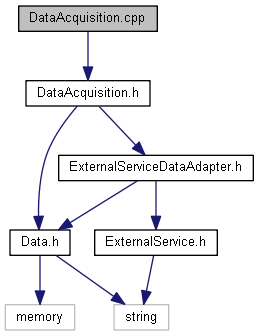 DataAcquisition.cpp
DataAcquisition.h
ExternalServiceDataAdapter.h
Data.h
ExternalService.h
memory
string